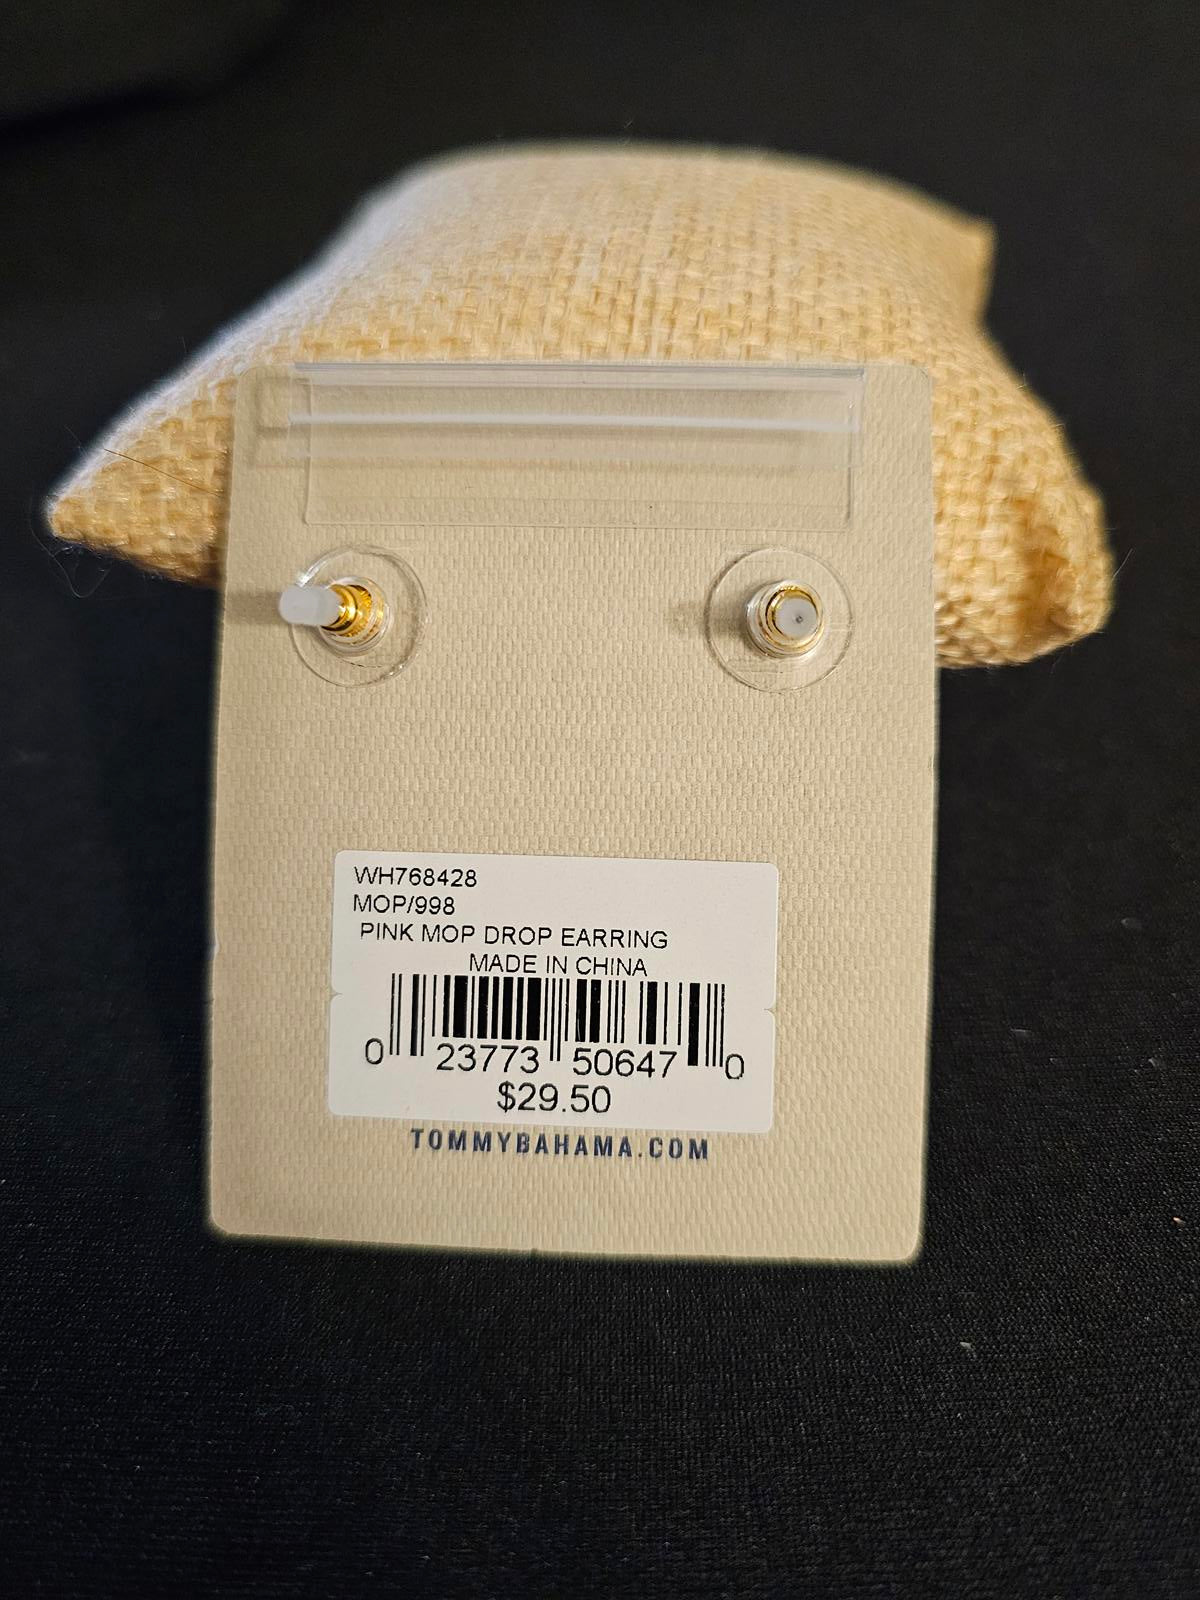 WH768428
MOP/998
PINK MOP DROP EARRING
MADE IN CHINA
0 23773 50647 0
$29.50
TOMMYBAHAMA.COM